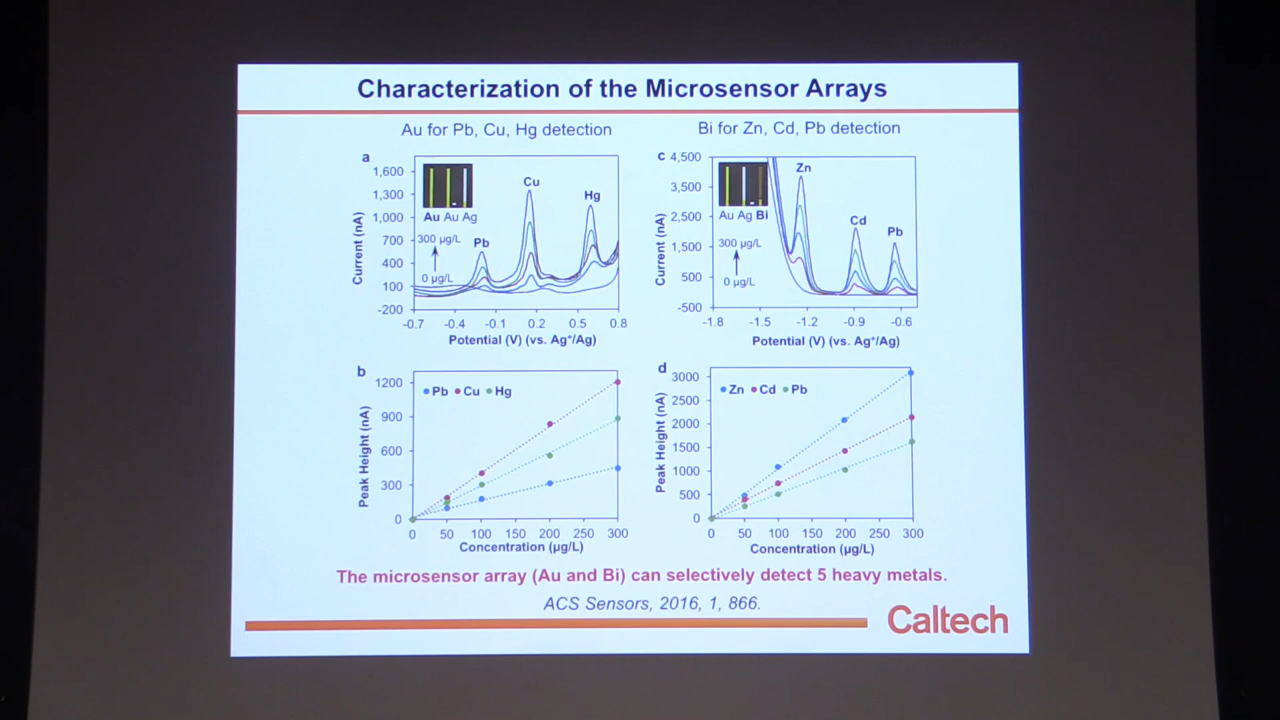 Characterization of the Microsensor Arrays
Au for Pb, Cu, Hg detection
a
1,600
1,300
1,000
700
400
100
-200
Current (nA)
Au Au Ag
300 µg/L
0 µg/L
Pb
Cu
Hg
-0.7 -0.4 -0.1 0.2 0.5 0.8
Potential (V) (vs. Ag⁺/Ag)
Bi for Zn, Cd, Pb detection
c
4,500
3,500
2,500
1,500
500
-500
Current (nA)
Au Ag Bi
300 µg/L
0 µg/L
Zn
Cd
Pb
-1.8 -1.5 -1.2 -0.9 -0.6
Potential (V) (vs. Ag⁺/Ag)
b
1200
900
600
300
0
Peak Height (nA)
Pb Cu Hg
0 50 100 150 200 250 300
Concentration (µg/L)
d
3000
2500
2000
1500
1000
500
0
Peak Height (nA)
Zn Cd Pb
0 50 100 150 200 250 300
Concentration (µg/L)
The microsensor array (Au and Bi) can selectively detect 5 heavy metals.
ACS Sensors, 2016, 1, 866.
Caltech